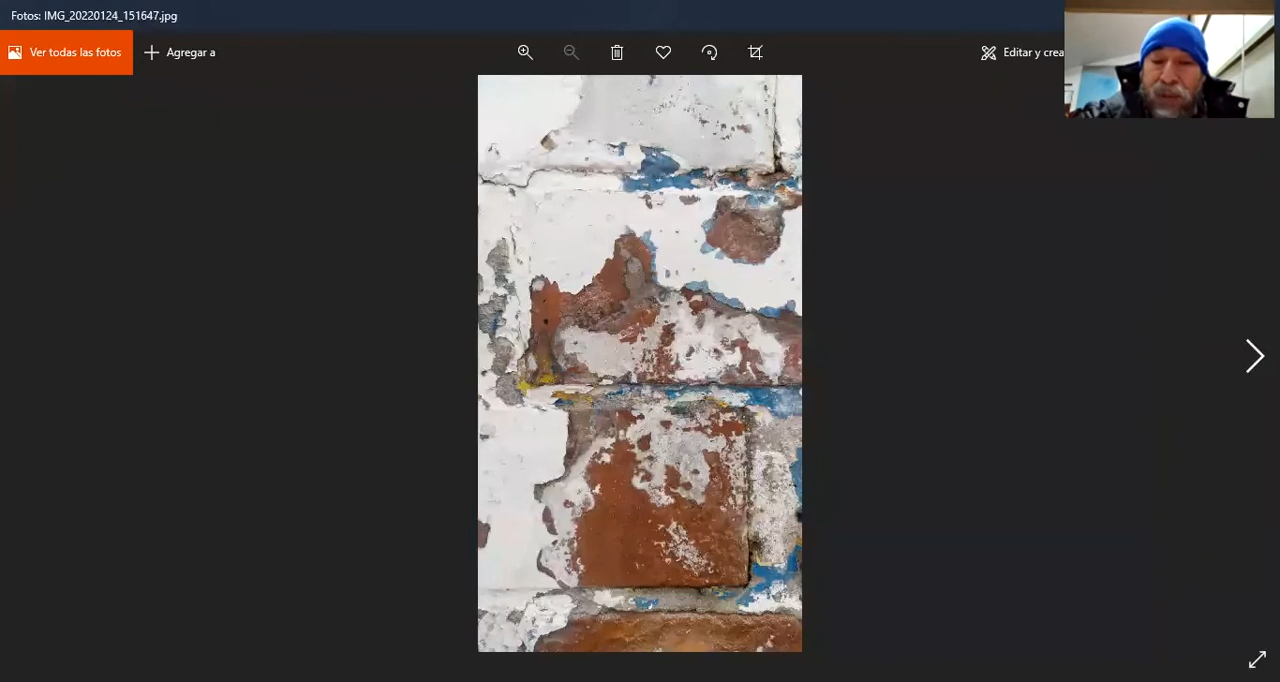 Fotos: IMG_20220124_151647.jpg
Ver todas las fotos
Agregar a
Editar y crea